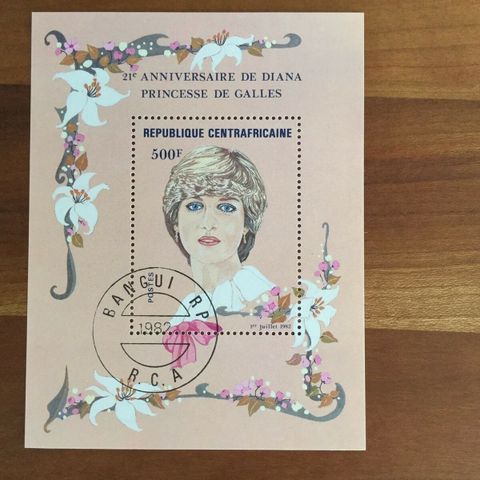 21e ANNIVERSAIRE DE DIANA
PRINCESSE DE GALLES
REPUBLIQUE CENTRAFRICAINE
500F
POSTES
BANGUI RP
1982
R.C.A
1er Juillet 1982